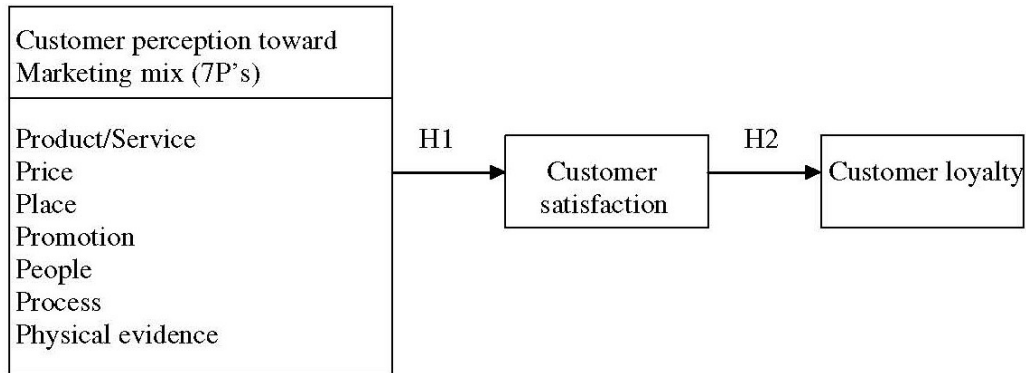 Customer perception toward
Marketing mix (7P's)
Product/Service
Price
Place
Promotion
People
Process
Physical evidence
H1
Customer
satisfaction
H2
Customer loyalty